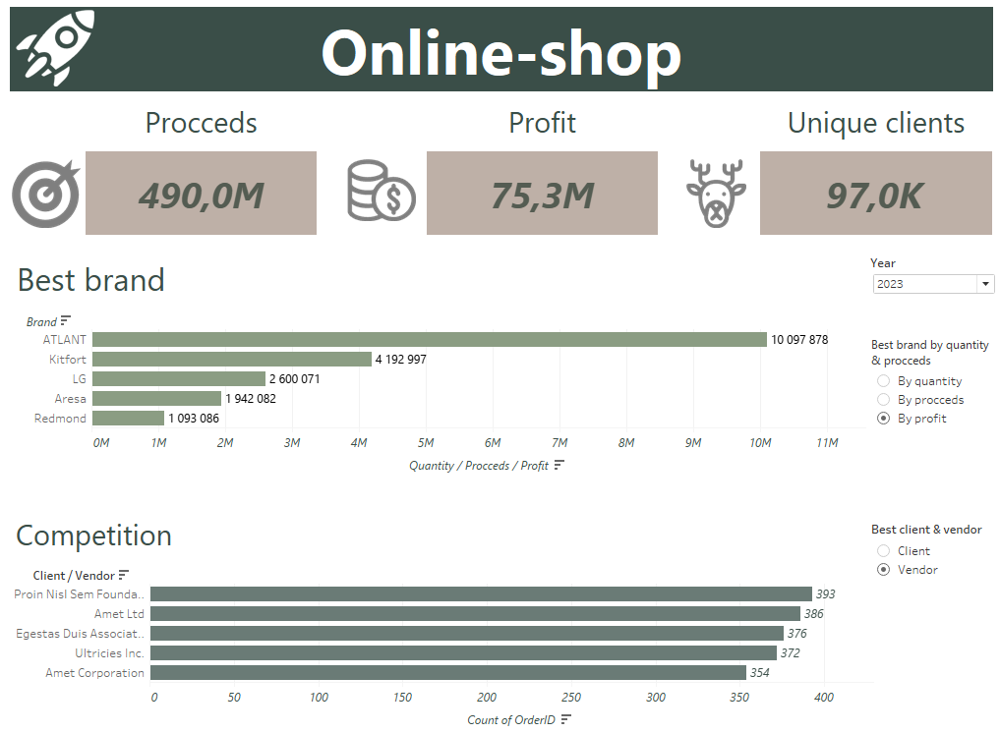 Online-shop
Procceds
Profit
Unique clients
490,0M
$
75,3M
97,0K
Best brand
Year
2023
Brand
ATLANT 10 097 878
Kitfort 4 192 997
LG 2 600 071
Aresa 1 942 082
Redmond 1 093 086
0M 1M 2M 3M 4M 5M 6M 7M 8M 9M 10M 11M
Quantity / Procceds / Profit
Best brand by quantity
& procceds
By quantity
By procceds
By profit
Competition
Best client & vendor
Client
Vendor
Client / Vendor
Proin Nisl Sem Founda.. 393
Amet Ltd 386
Egestas Duis Associat.. 376
Ultricies Inc. 372
Amet Corporation 354
0 50 100 150 200 250 300 350 400
Count of OrderID